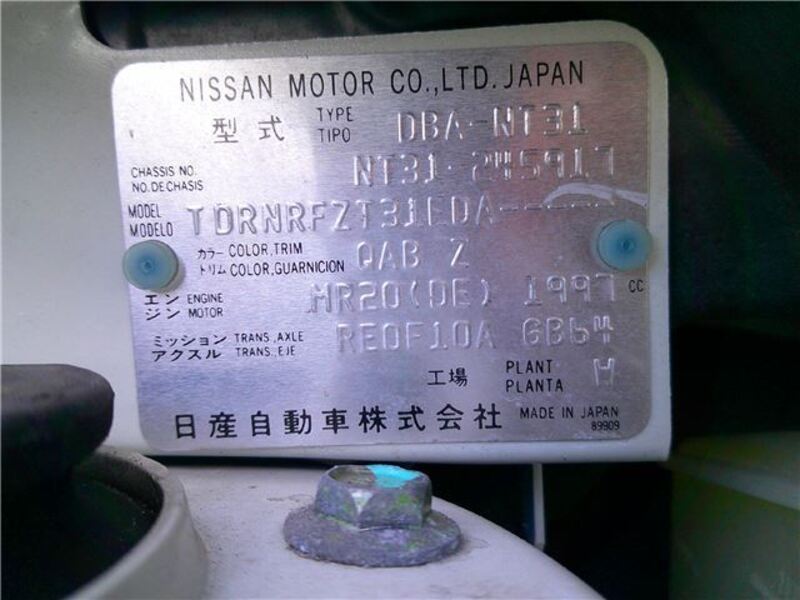 NISSAN MOTOR CO.,LTD. JAPAN
型式 TYPE TIPO DBA-NT31
CHASSIS NO. NO. DE CHASIS NT31-245917
MODEL MODELO TDRNRFZT31EDA-----
カラー トリム COLOR, TRIM COLOR, GUARNICION QAB Z
エンジン ENGINE MOTOR MR20(DE) 1997 CC
ミッション アクスル TRANS., AXLE TRANS., EJE RE0F10A GB64
工場 PLANT PLANTA H
日産自動車株式会社 MADE IN JAPAN
89909